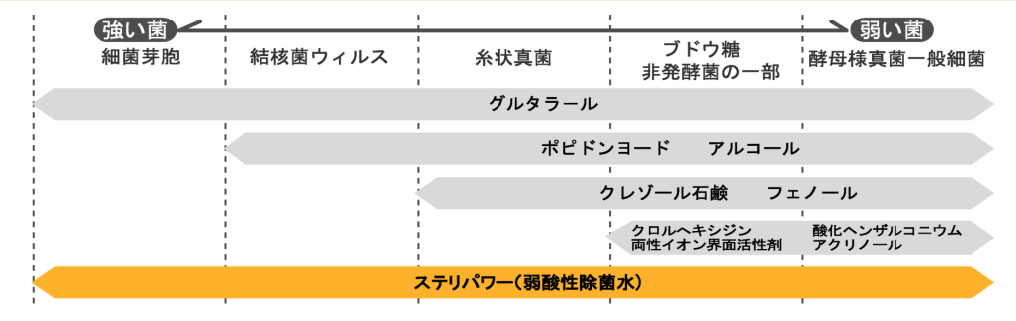 強い菌 弱い菌
細菌芽胞 結核菌ウィルス 糸状真菌 ブドウ糖 酵母様真菌一般細菌
非発酵菌の一部
グルタラール
ポピドンヨード アルコール
クレゾール石鹸 フェノール
クロルヘキシジン 酸化ヘンザルコニウム
両性イオン界面活性剤 アクリノール
ステリパワー(弱酸性除菌水)